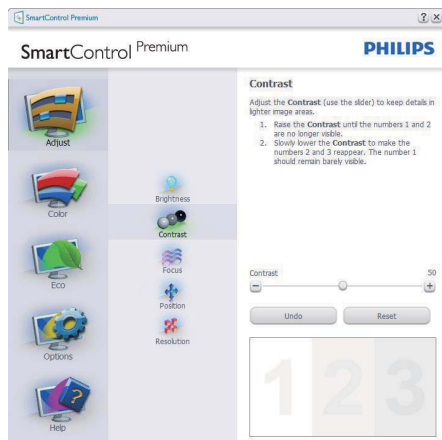 SmartControl Premium
SmartControl Premium
PHILIPS
Adjust
Color
Eco
Options
Help
Brightness
Contrast
Focus
Position
Resolution
Contrast
Adjust the Contrast (use the slider) to keep details in
lighter image areas.
1. Raise the Contrast until the numbers 1 and 2
are no longer visible.
2. Slowly lower the Contrast to make the
numbers 2 and 3 reappear. The number 1
should remain barely visible.
Contrast 50
Undo Reset
1 2 3